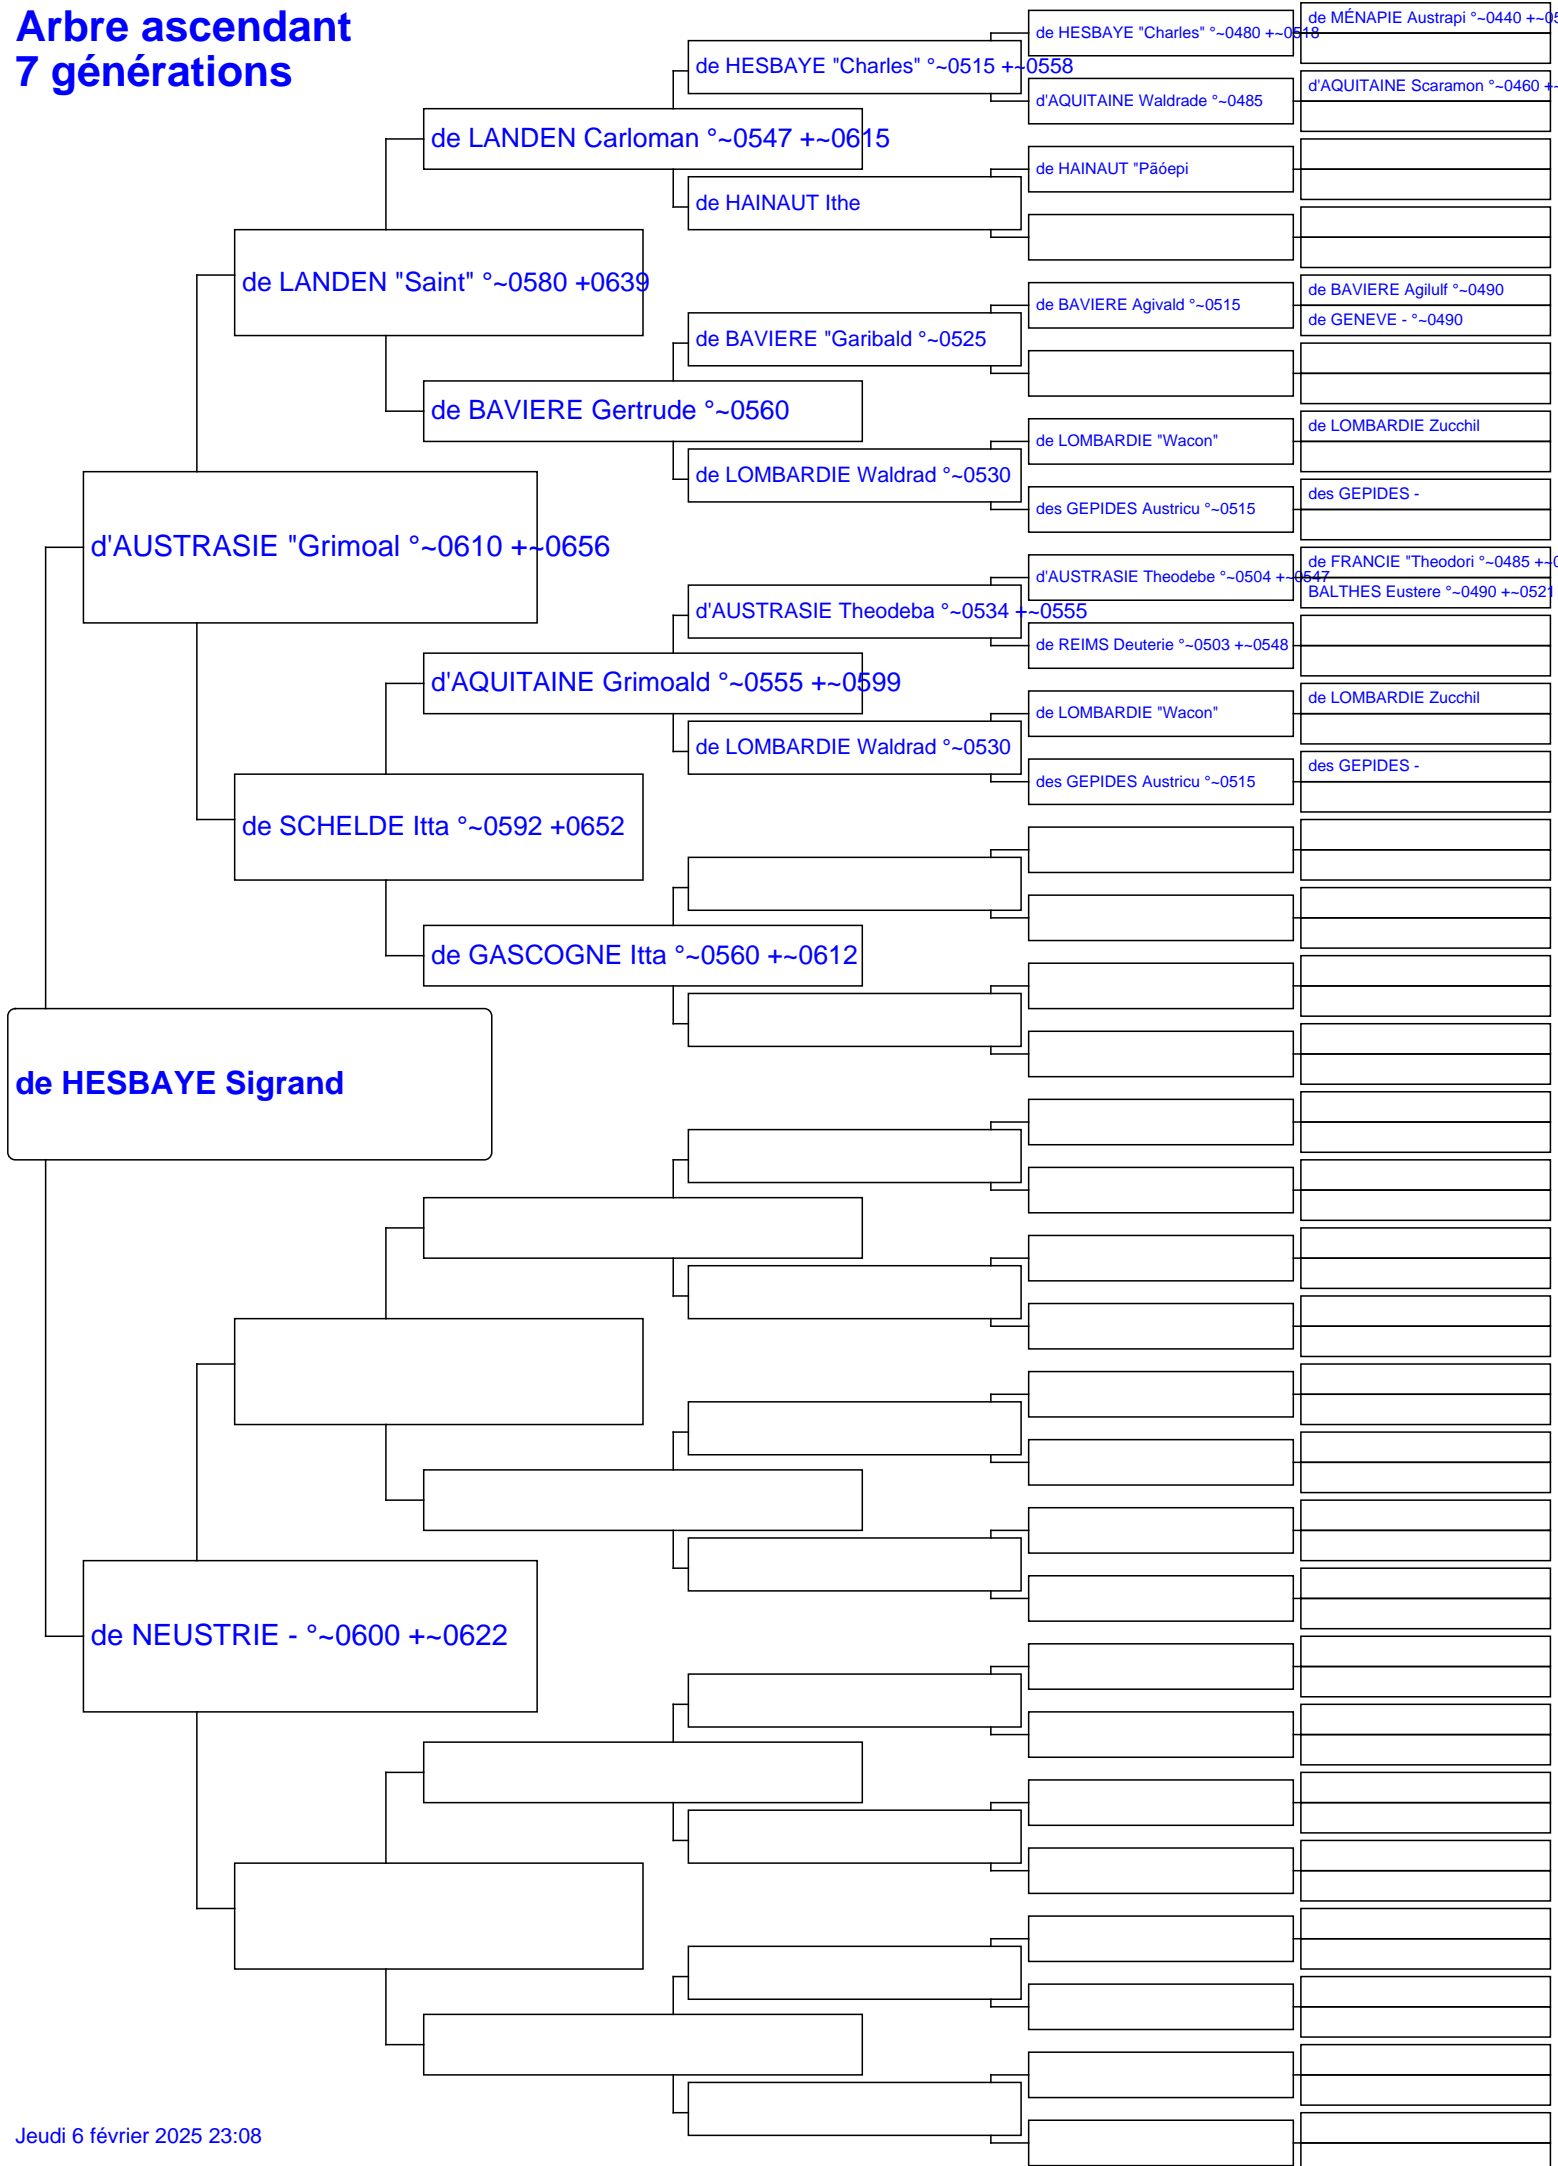 Arbre ascendant
7 générations
de HESBAYE Sigrand
d'AUSTRASIE "Grimoal °~0610 +~0656
de NEUSTRIE - °~0600 +~0622
de LANDEN "Saint" °~0580 +0639
de SCHELDE Itta °~0592 +0652
de LANDEN Carloman °~0547 +~0615
de BAVIERE Gertrude °~0560
d'AQUITAINE Grimoald °~0555 +~0599
de GASCOGNE Itta °~0560 +~0612
de HESBAYE "Charles" °~0515 +~0558
de HAINAUT Ithe
de BAVIERE "Garibald °~0525
de LOMBARDIE Waldrad °~0530
d'AUSTRASIE Theodeba °~0534 +~0555
de LOMBARDIE Waldrad °~0530
de HESBAYE "Charles" °~0480 +~0518
d'AQUITAINE Waldrade °~0485
de HAINAUT "Pãóepi
de BAVIERE Agivald °~0515
de LOMBARDIE "Wacon"
des GEPIDES Austricu °~0515
d'AUSTRASIE Theodebe °~0504 +~0547
de REIMS Deuterie °~0503 +~0548
de LOMBARDIE "Wacon"
des GEPIDES Austricu °~0515
de MÉNAPIE Austrapi °~0440 +~05
d'AQUITAINE Scaramon °~0460 +~
de BAVIERE Agilulf °~0490
de GENEVE - °~0490
de LOMBARDIE Zucchil
des GEPIDES -
de FRANCIE "Theodori °~0485 +~0
BALTHES Eustere °~0490 +~0521
de LOMBARDIE Zucchil
des GEPIDES -
Jeudi 6 février 2025 23:08